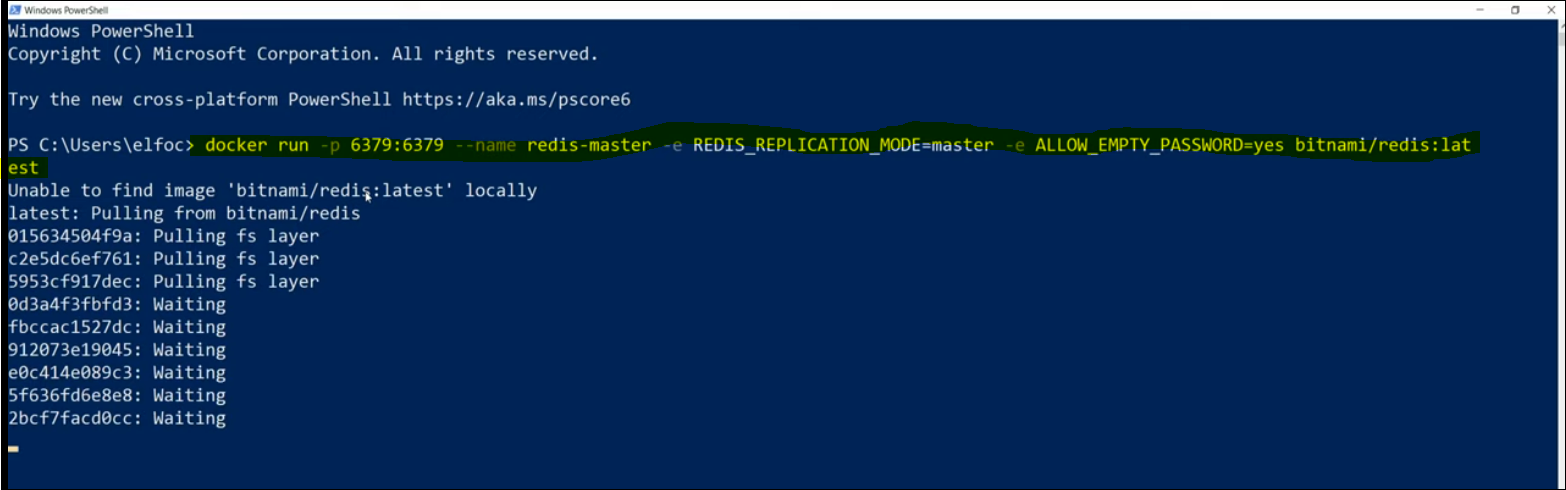 Windows PowerShell
Windows PowerShell
Copyright (C) Microsoft Corporation. All rights reserved.
Try the new cross-platform PowerShell https://aka.ms/pscore6
PS C:\Users\elfoc> docker run -p 6379:6379 --name redis-master -e REDIS_REPLICATION_MODE=master -e ALLOW_EMPTY_PASSWORD=yes bitnami/redis:lat
est
Unable to find image 'bitnami/redis:latest' locally
latest: Pulling from bitnami/redis
015634504f9a: Pulling fs layer
c2e5dc6ef761: Pulling fs layer
5953cf917dec: Pulling fs layer
0d3a4f3fbfd3: Waiting
fbccac1527dc: Waiting
912073e19045: Waiting
e0c414e089c3: Waiting
5f636fd6e8e8: Waiting
2bcf7facd0cc: Waiting